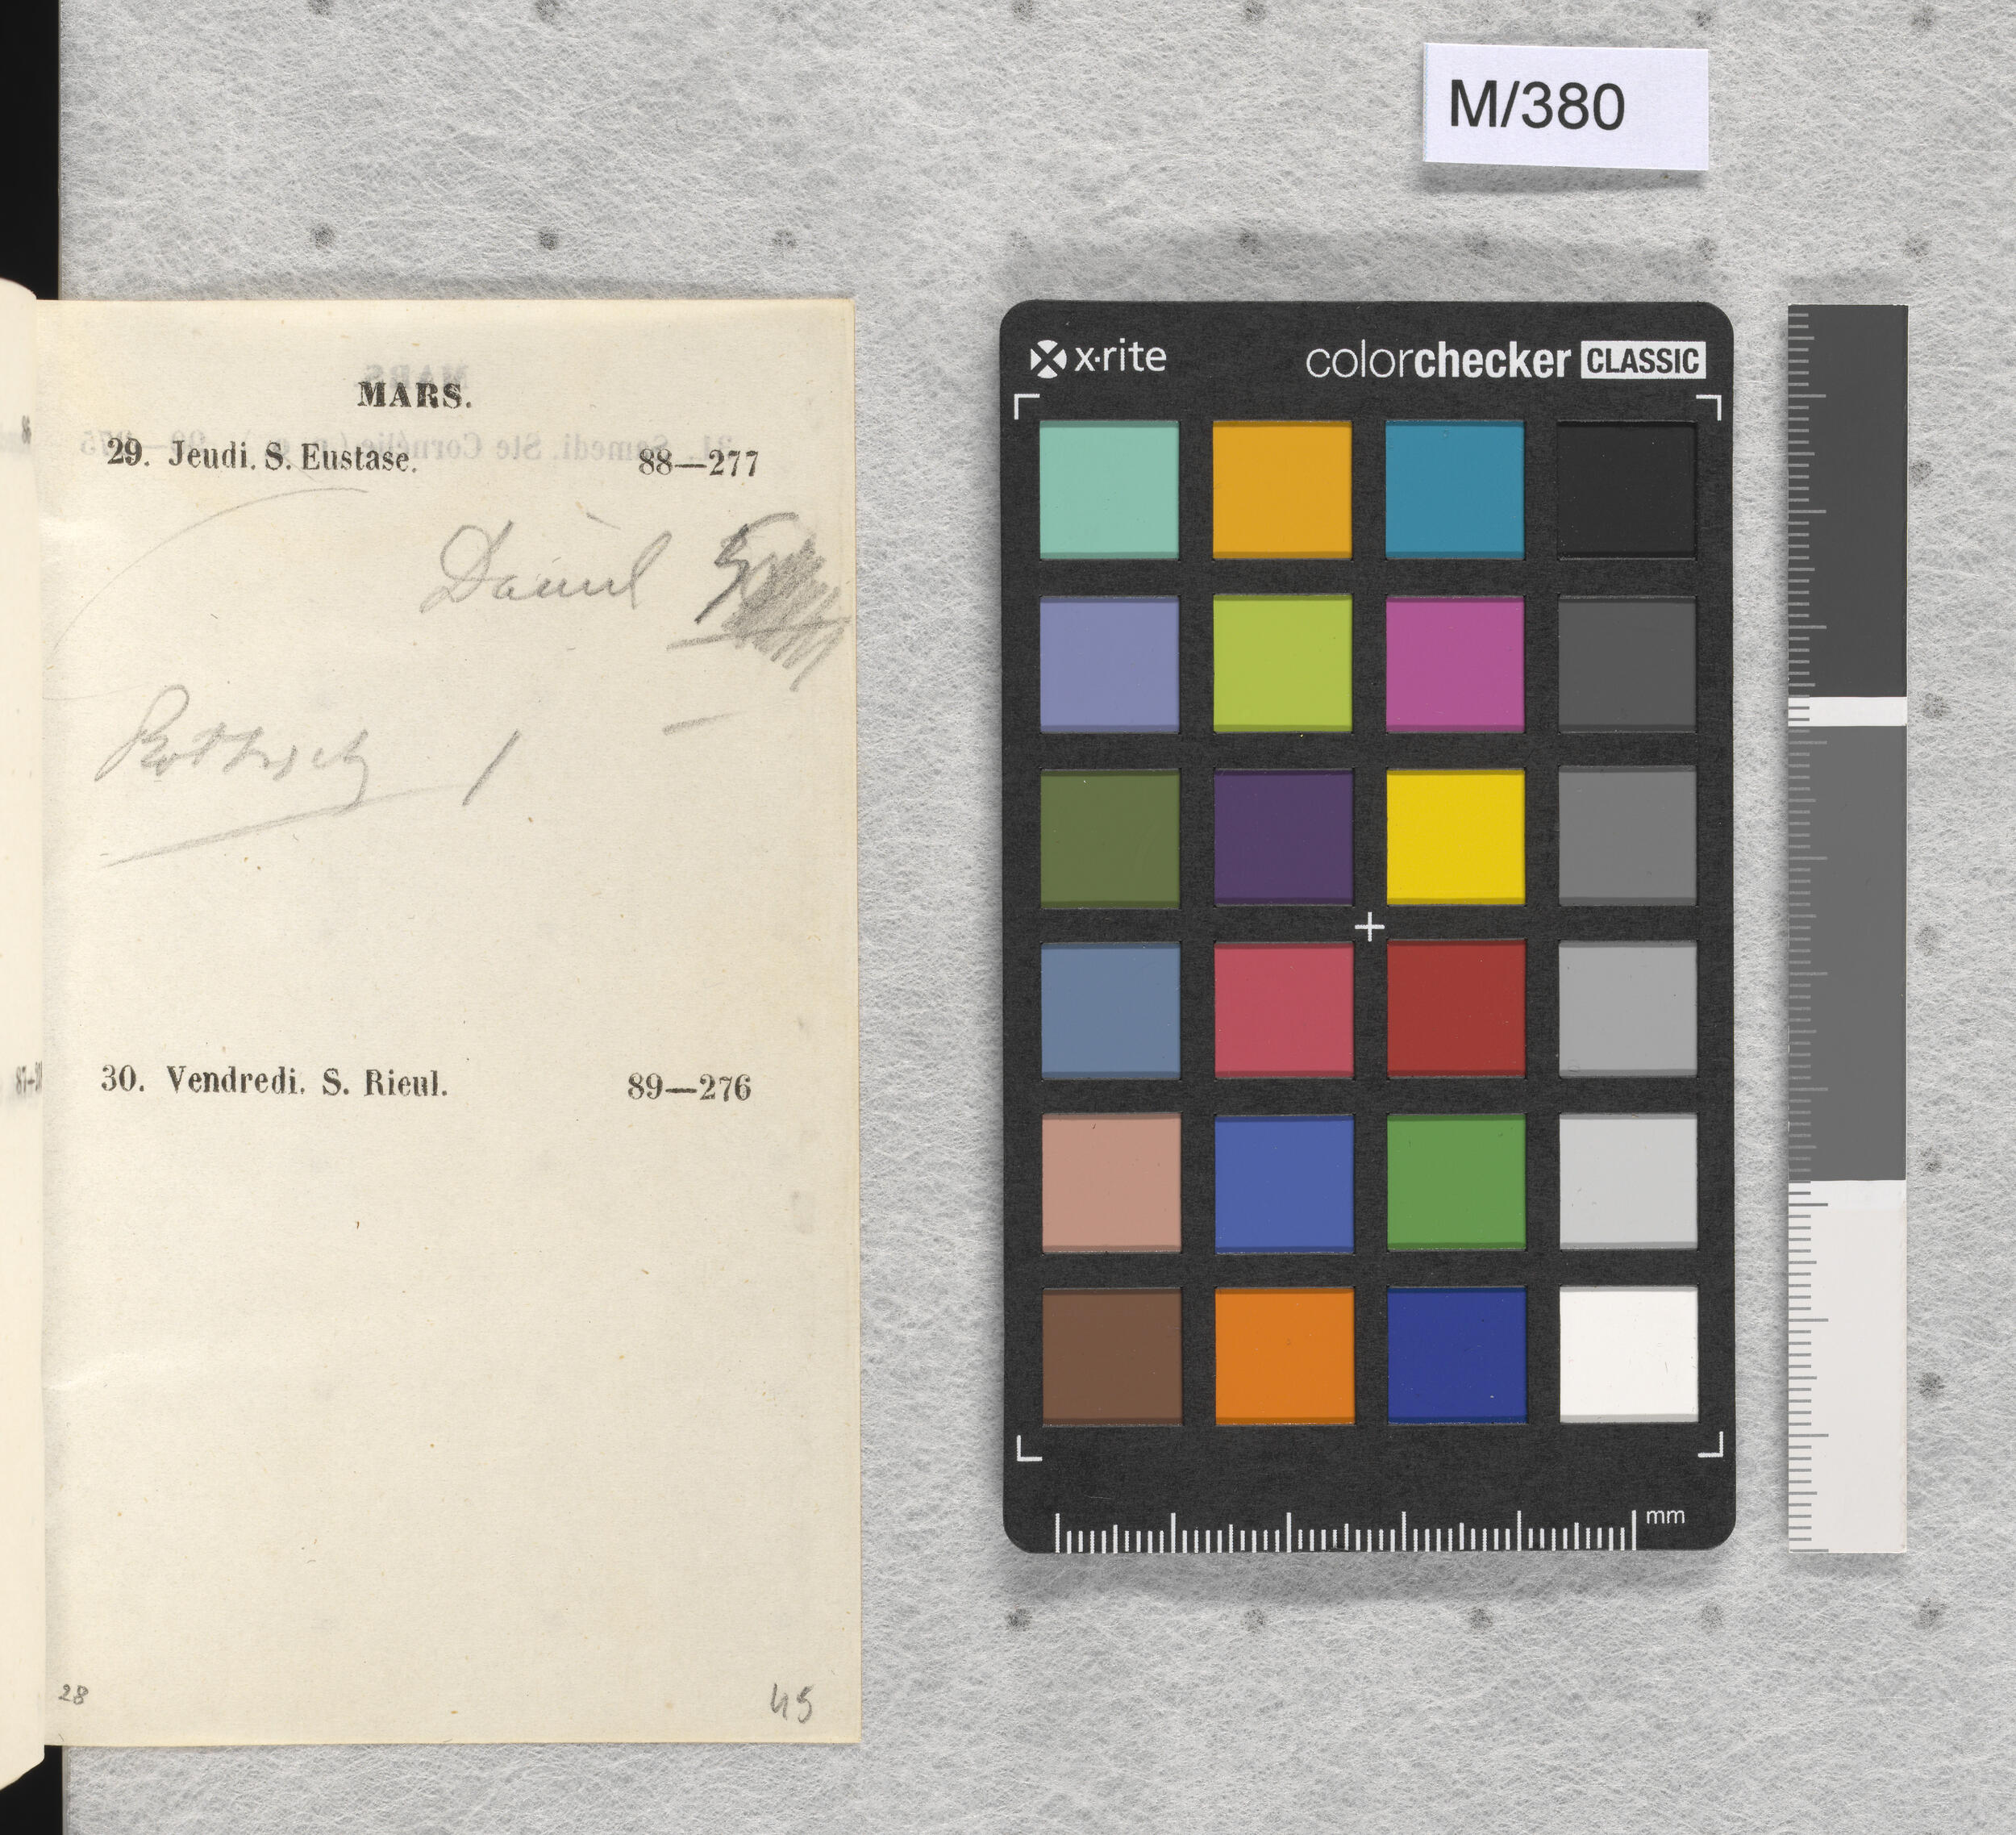 M/380
x·rite colorchecker CLASSIC
MARS.
29. Jeudi. S. Eustase. 88—277
Daniel 5
30. Vendredi. S. Rieul. 89—276
mm
28 45